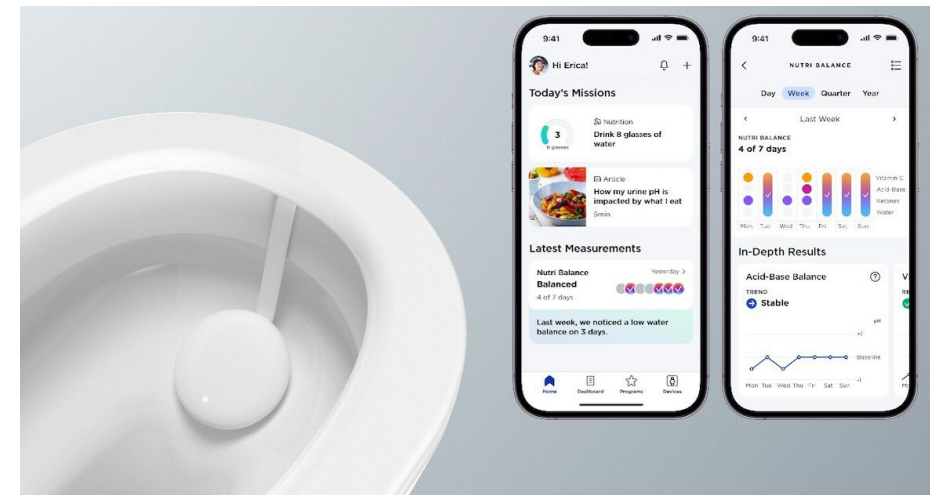 9:41
Hi Erica!
Today's Missions
3
8 glasses
Nutrition
Drink 8 glasses of
water
Article
How my urine pH is
impacted by what I eat
5min
Latest Measurements
Nutri Balance
Yesterday >
Balanced
4 of 7 days
Last week, we noticed a low water
balance on 3 days.
Home Dashboard Programs Devices
9:41
NUTRI BALANCE
Day Week Quarter Year
Last Week
NUTRI BALANCE
4 of 7 days
Vitamin C
Acid-Base
Ketones
Water
Mon Tue Wed Thu Fri Sat Sun
In-Depth Results
Acid-Base Balance
TREND
Stable
pH
+1
Baseline
-1
Mon Tue Wed Thu Fri Sat Sun